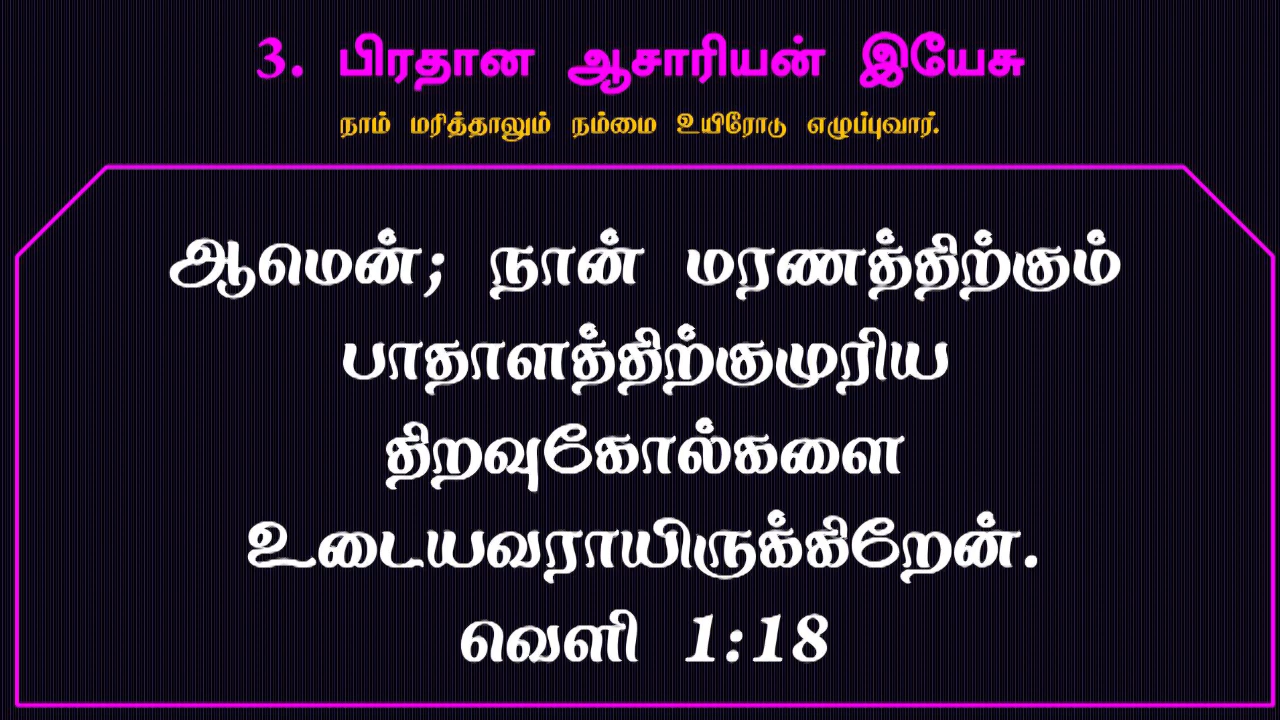 3. பிரதான ஆசாரியன் இயேசு
நாம் மரித்தாலும் நம்மை உயிரோடு எழுப்புவார்.
ஆமென்; நான் மரணத்திற்கும்
பாதாளத்திற்குமுரிய
திறவுகோல்களை
உடையவராயிருக்கிறேன்.
வெளி 1:18